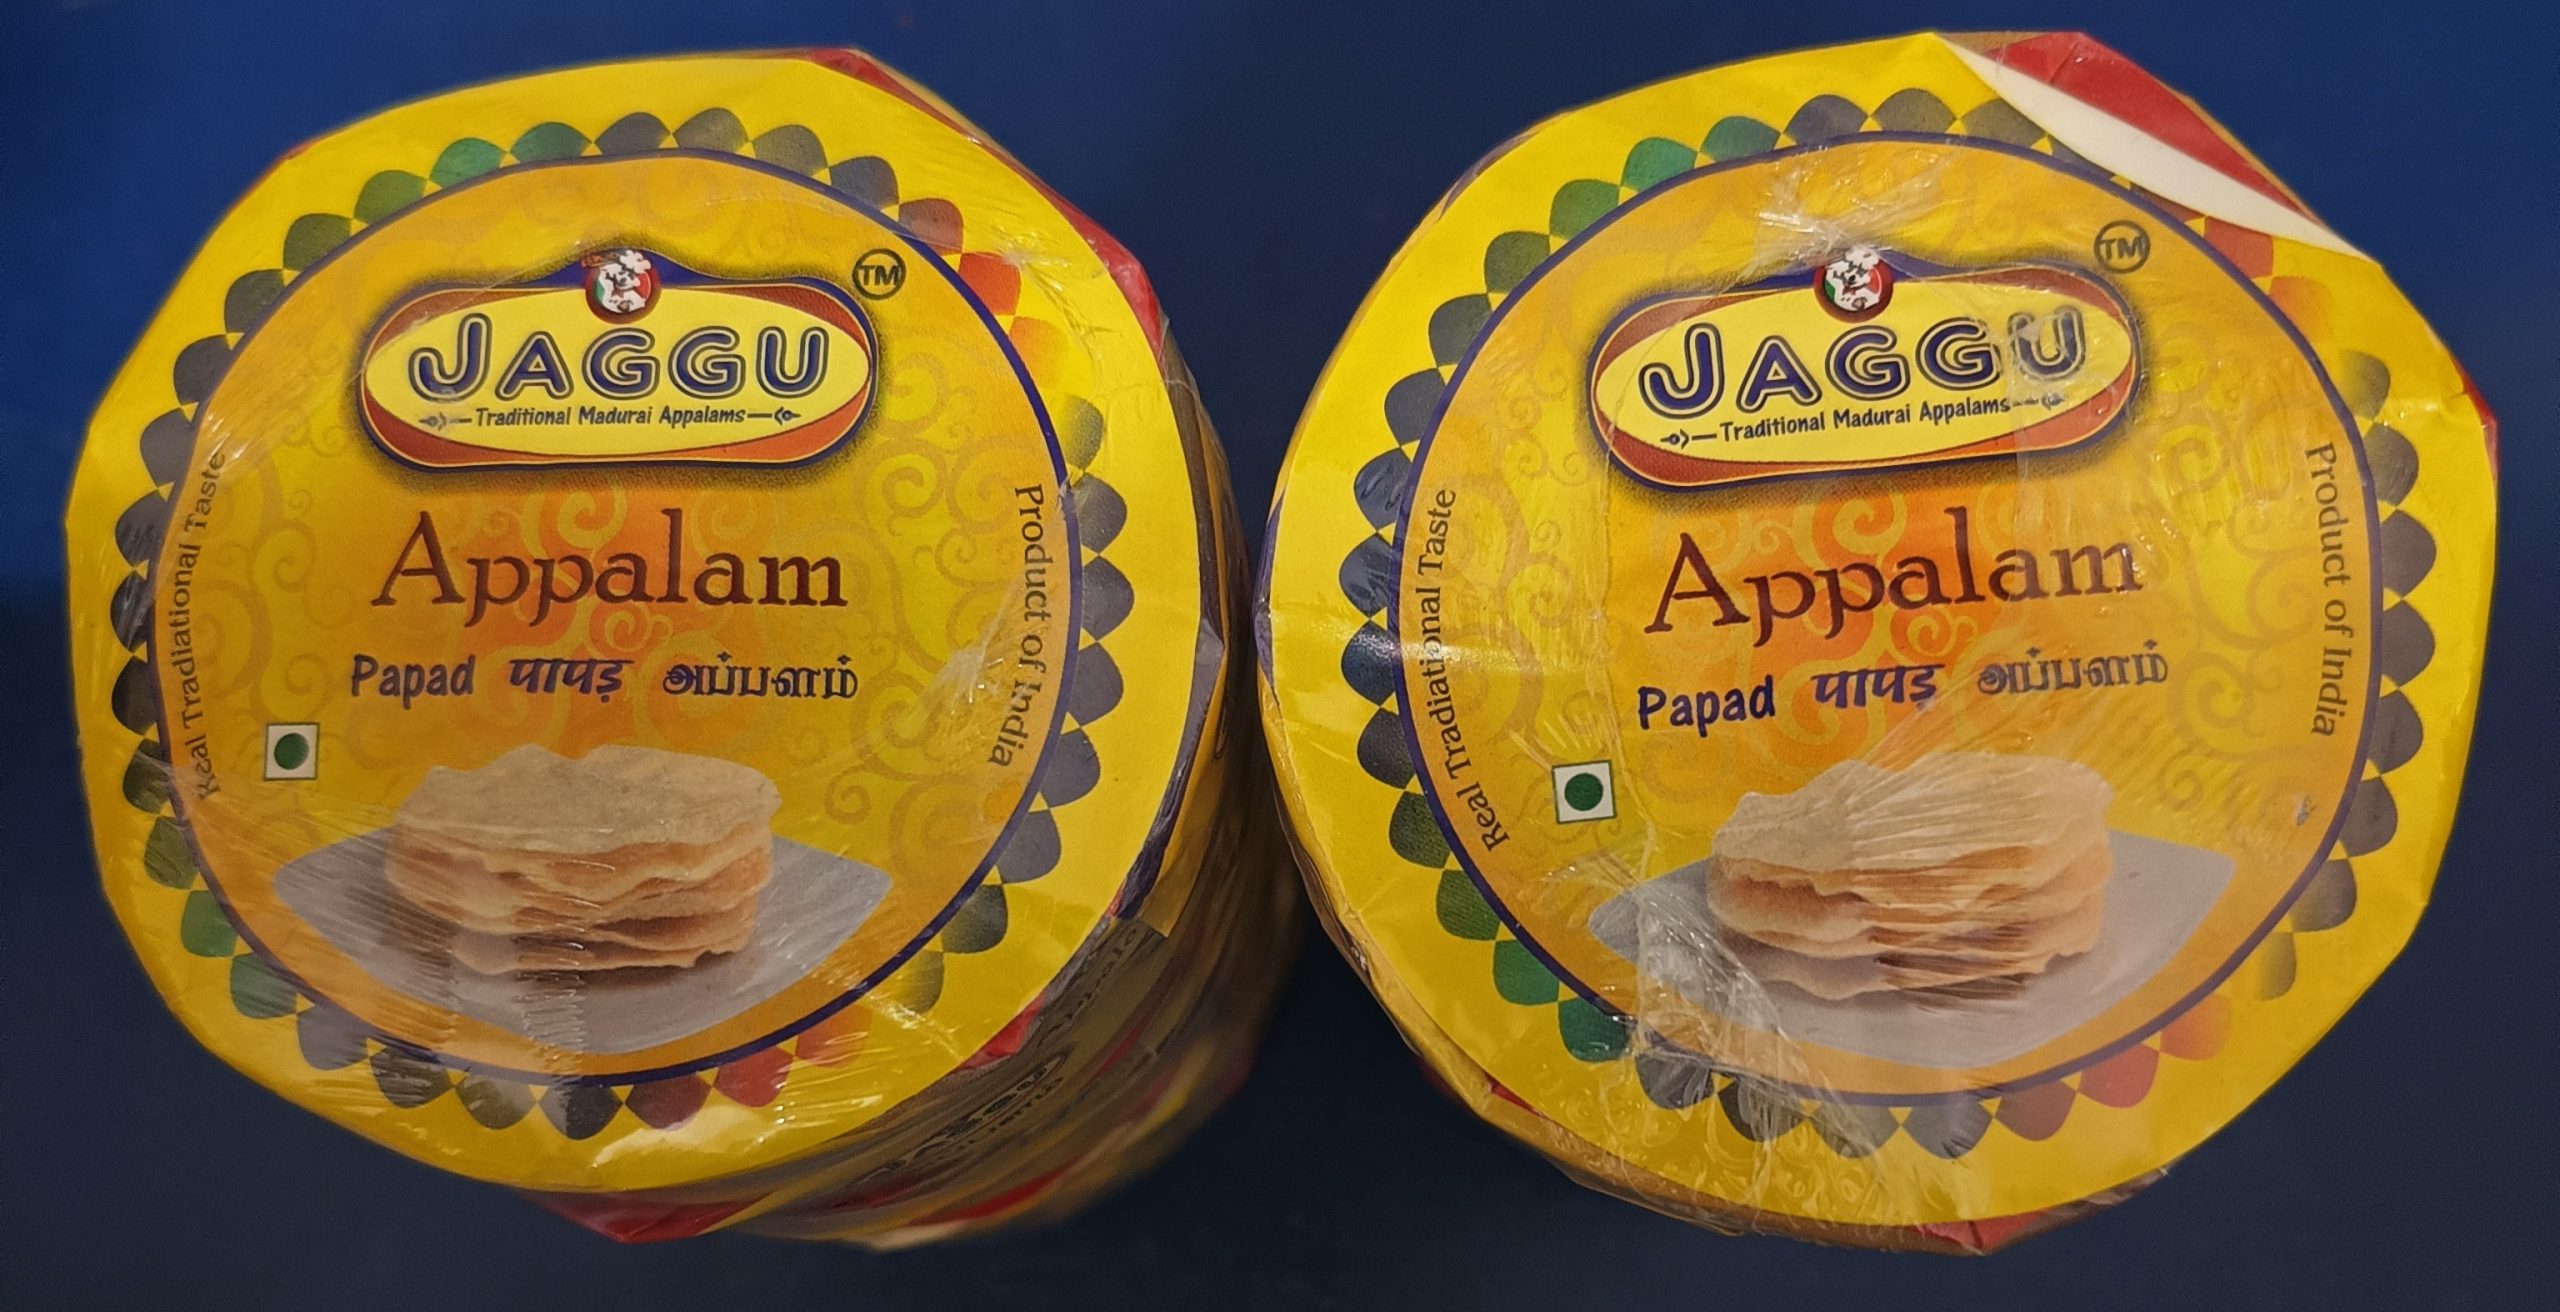 JAGGU
TM
Traditional Madurai Appalams
Appalam
Papad पापड़ அப்பளம்
Real Tradiational Taste
Product of India
JAGGU
TM
Traditional Madurai Appalams
Appalam
Papad पापड़ அப்பளம்
Real Tradiational Taste
Product of India